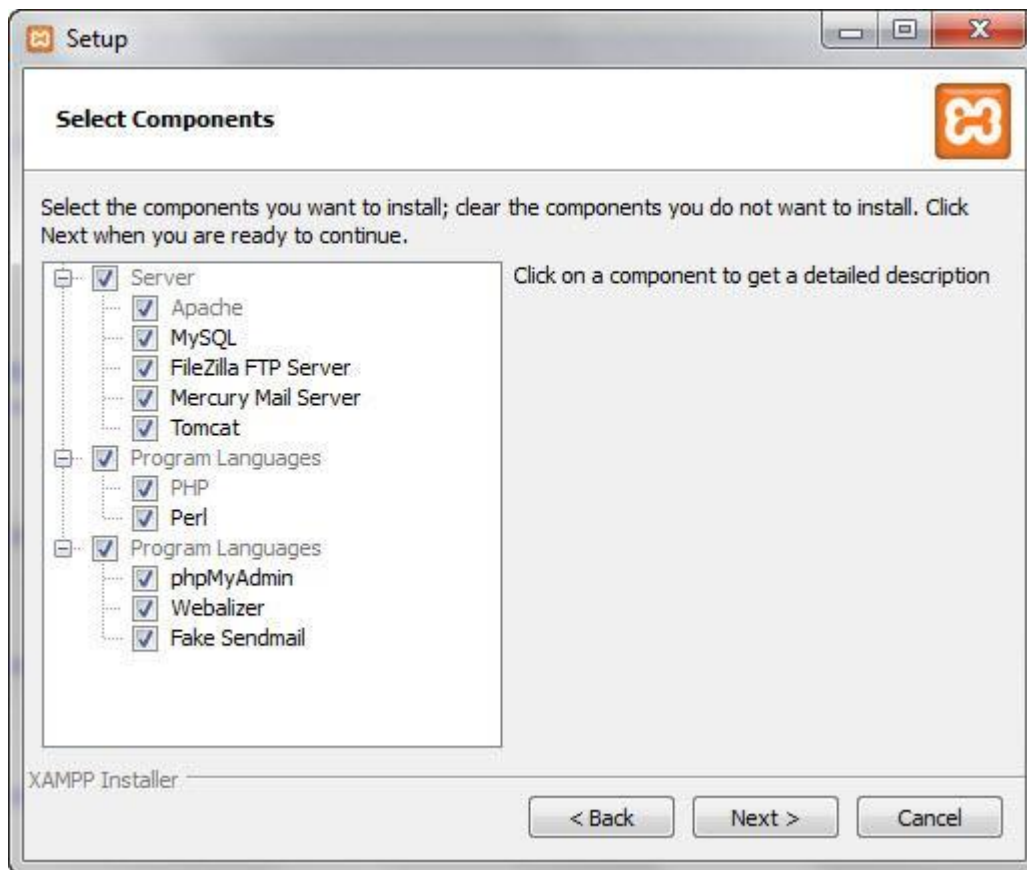 Setup
Select Components
Select the components you want to install; clear the components you do not want to install. Click
Next when you are ready to continue.
Server
Apache
MySQL
FileZilla FTP Server
Mercury Mail Server
Tomcat
Program Languages
PHP
Perl
Program Languages
phpMyAdmin
Webalizer
Fake Sendmail
Click on a component to get a detailed description
XAMPP Installer
< Back
Next >
Cancel